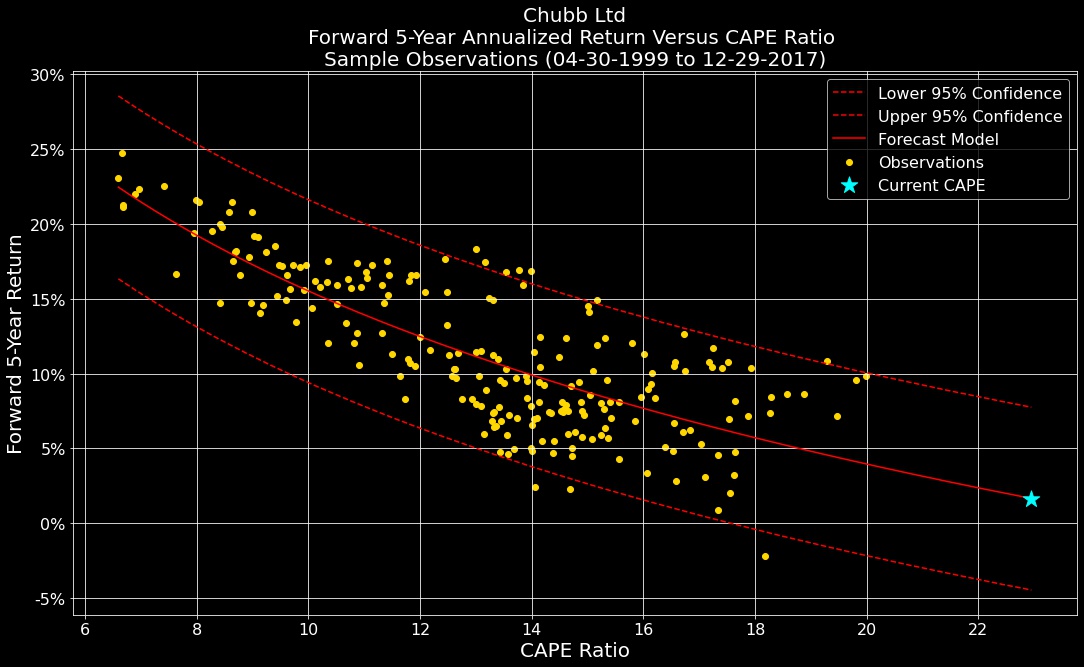 Chubb Ltd
Forward 5-Year Annualized Return Versus CAPE Ratio
Sample Observations (04-30-1999 to 12-29-2017)
Lower 95% Confidence
Upper 95% Confidence
Forecast Model
Observations
Current CAPE
Forward 5-Year Return
30%
25%
20%
15%
10%
5%
0%
-5%
6 8 10 12 14 16 18 20 22
CAPE Ratio